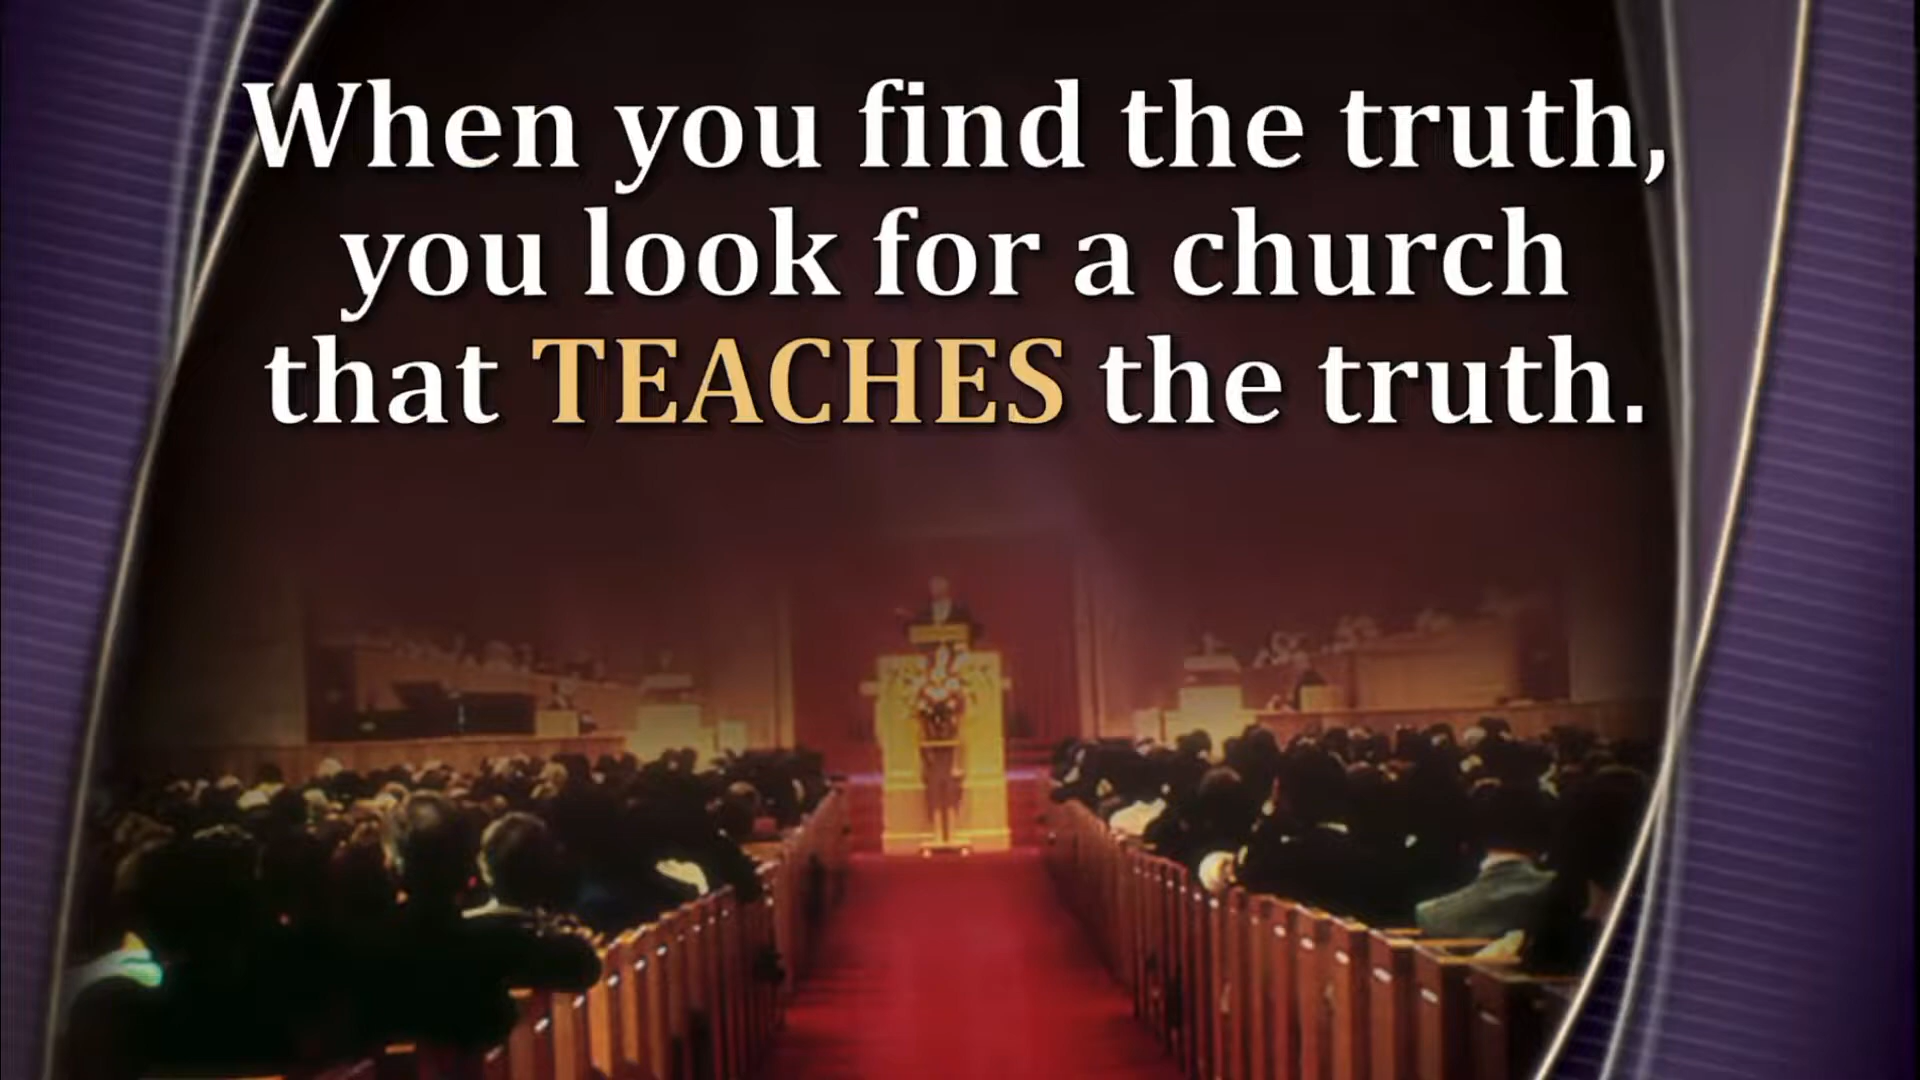 When you find the truth,
you look for a church
that TEACHES the truth.